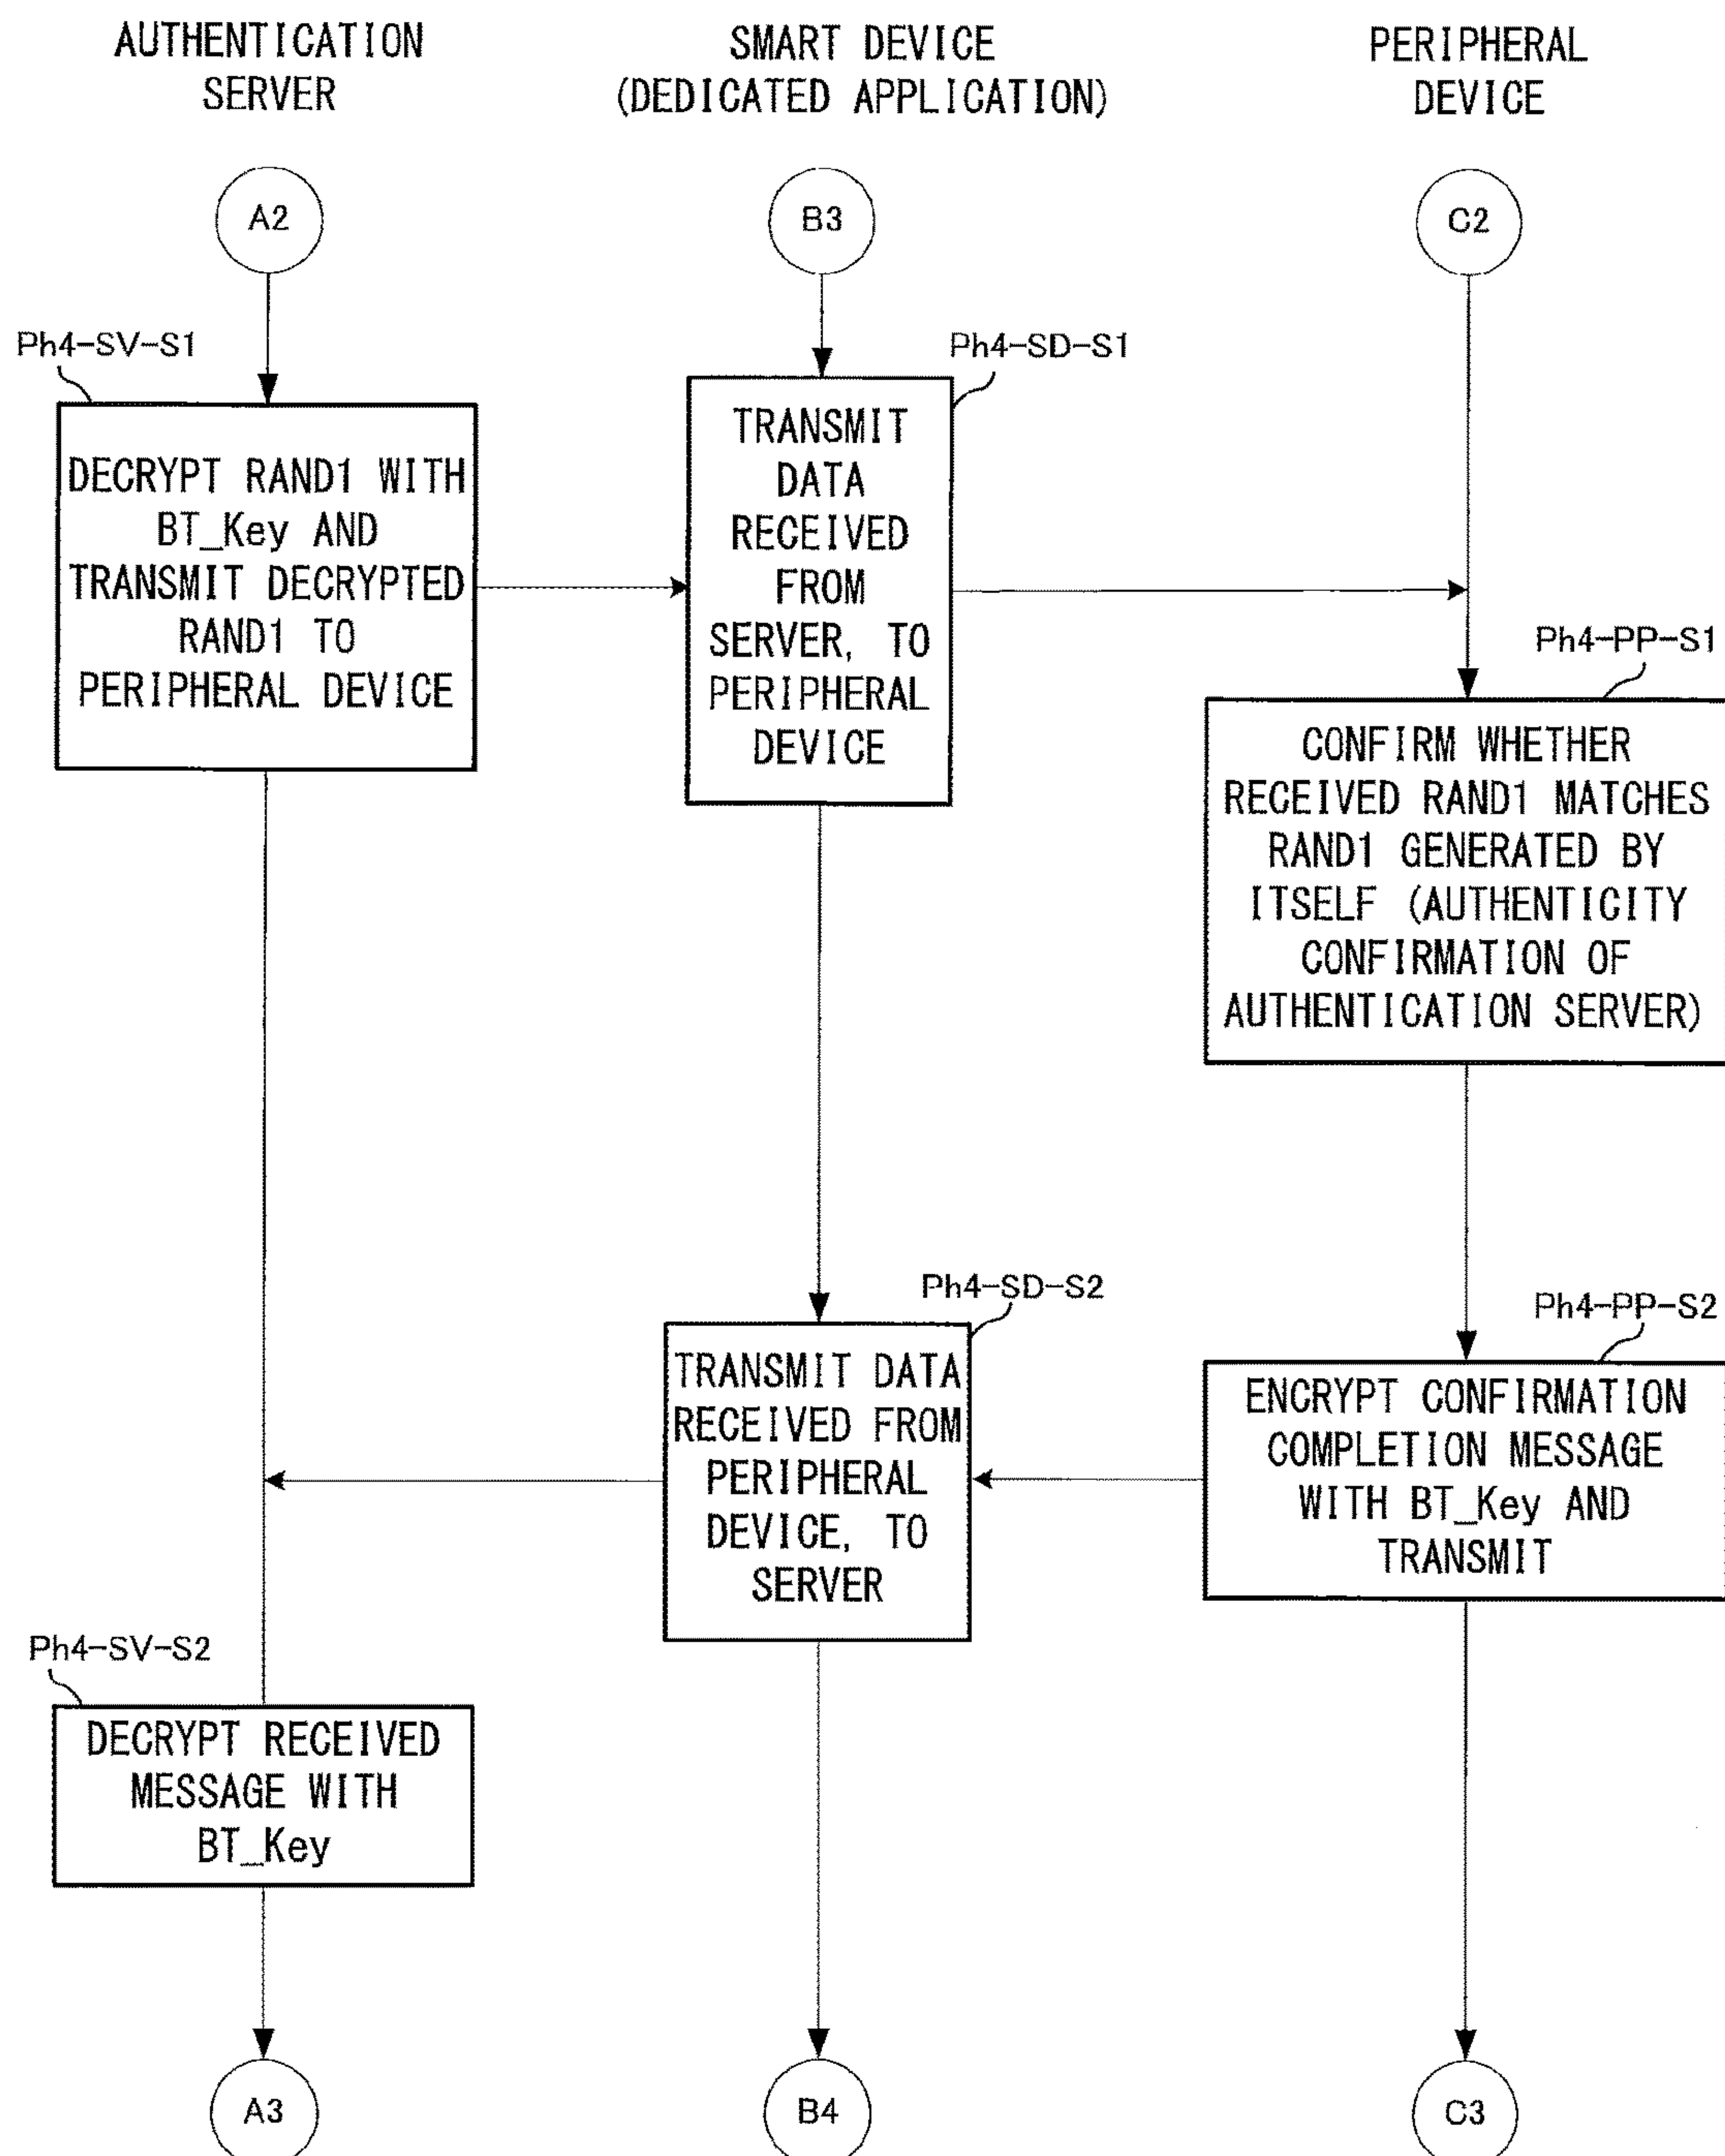 AUTHENTICATION
SERVER
SMART DEVICE
(DEDICATED APPLICATION)
PERIPHERAL
DEVICE
A2
B3
C2
Ph4-SV-S1
DECRYPT RAND1 WITH
BT_Key AND
TRANSMIT DECRYPTED
RAND1 TO
PERIPHERAL DEVICE
Ph4-SD-S1
TRANSMIT
DATA
RECEIVED
FROM
SERVER, TO
PERIPHERAL
DEVICE
Ph4-PP-S1
CONFIRM WHETHER
RECEIVED RAND1 MATCHES
RAND1 GENERATED BY
ITSELF (AUTHENTICITY
CONFIRMATION OF
AUTHENTICATION SERVER)
Ph4-SD-S2
TRANSMIT DATA
RECEIVED FROM
PERIPHERAL
DEVICE, TO
SERVER
Ph4-PP-S2
ENCRYPT CONFIRMATION
COMPLETION MESSAGE
WITH BT_Key AND
TRANSMIT
Ph4-SV-S2
DECRYPT RECEIVED
MESSAGE WITH
BT_Key
A3
B4
C3